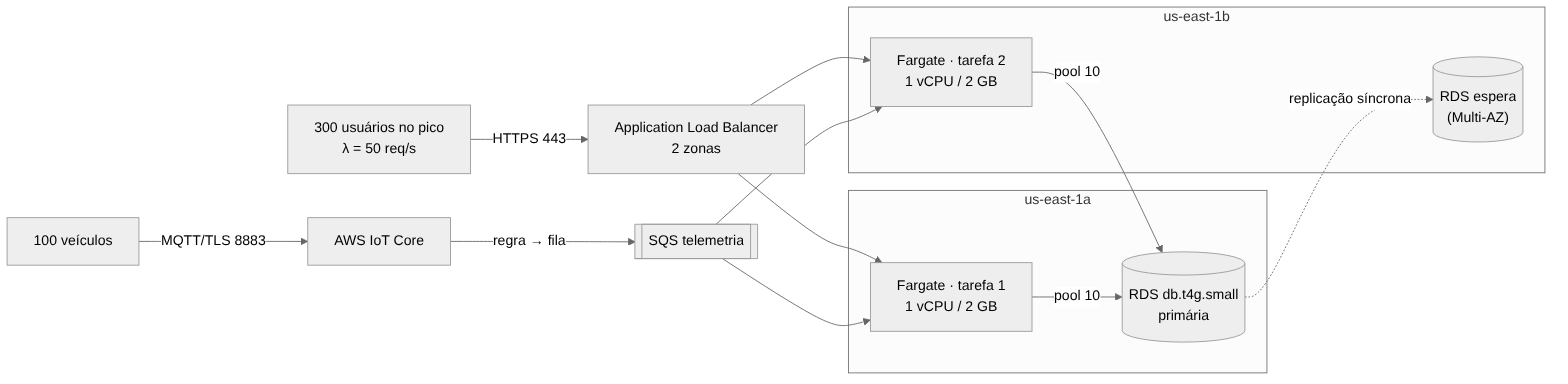 us-east-1b
Fargate · tarefa 2
1 vCPU / 2 GB
pool 10
replicação síncrona
RDS espera
(Multi-AZ)
300 usuários no pico
λ = 50 req/s
HTTPS 443
Application Load Balancer
2 zonas
us-east-1a
100 veículos
MQTT/TLS 8883
AWS IoT Core
regra → fila
SQS telemetria
Fargate · tarefa 1
1 vCPU / 2 GB
pool 10
RDS db.t4g.small
primária